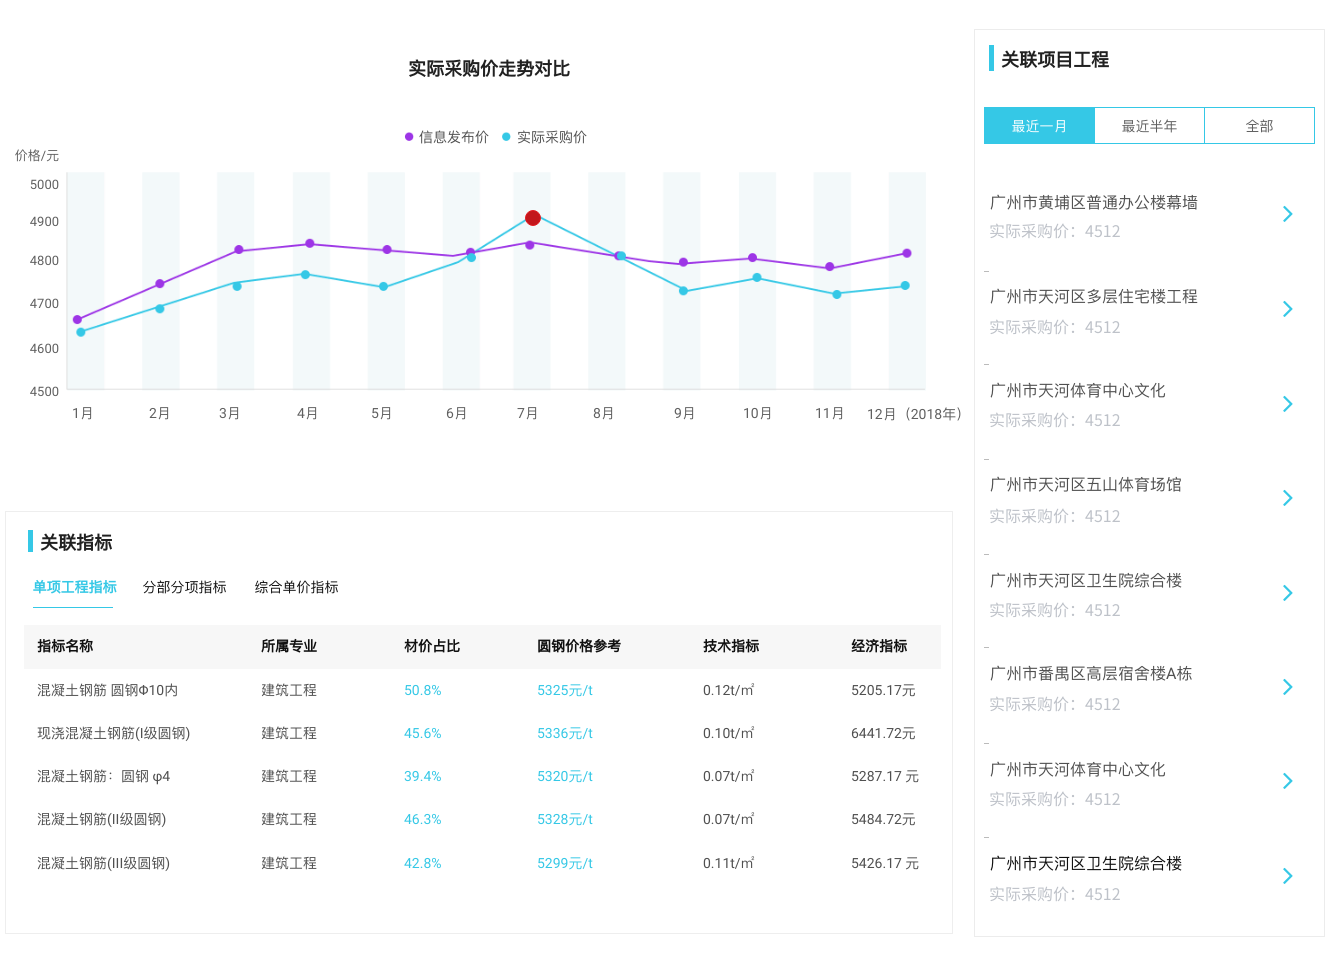 实际采购价走势对比
信息发布价 实际采购价
价格/元
5000
4900
4800
4700
4600
4500
1月 2月 3月 4月 5月 6月 7月 8月 9月 10月 11月 12月（2018年）
关联指标
单项工程指标 分部分项指标 综合单价指标
指标名称 所属专业 材价占比 圆钢价格参考 技术指标 经济指标
混凝土钢筋 圆钢Φ10内 建筑工程 50.8% 5325元/t 0.12t/㎡ 5205.17元
现浇混凝土钢筋(I级圆钢) 建筑工程 45.6% 5336元/t 0.10t/㎡ 6441.72元
混凝土钢筋：圆钢 φ4 建筑工程 39.4% 5320元/t 0.07t/㎡ 5287.17 元
混凝土钢筋(II级圆钢) 建筑工程 46.3% 5328元/t 0.07t/㎡ 5484.72元
混凝土钢筋(III级圆钢) 建筑工程 42.8% 5299元/t 0.11t/㎡ 5426.17 元
关联项目工程
最近一月 最近半年 全部
广州市黄埔区普通办公楼幕墙
实际采购价：4512
广州市天河区多层住宅楼工程
实际采购价：4512
广州市天河体育中心文化
实际采购价：4512
广州市天河区五山体育场馆
实际采购价：4512
广州市天河区卫生院综合楼
实际采购价：4512
广州市番禺区高层宿舍楼A栋
实际采购价：4512
广州市天河体育中心文化
实际采购价：4512
广州市天河区卫生院综合楼
实际采购价：4512